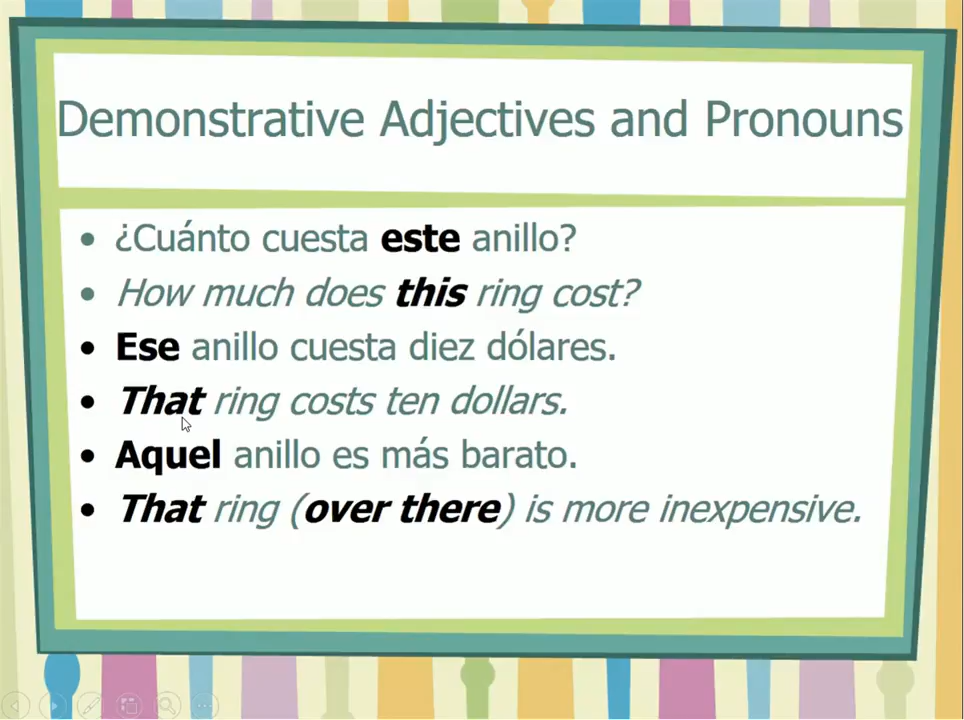 Demonstrative Adjectives and Pronouns
• ¿Cuánto cuesta este anillo?
• How much does this ring cost?
• Ese anillo cuesta diez dólares.
• That ring costs ten dollars.
• Aquel anillo es más barato.
• That ring (over there) is more inexpensive.